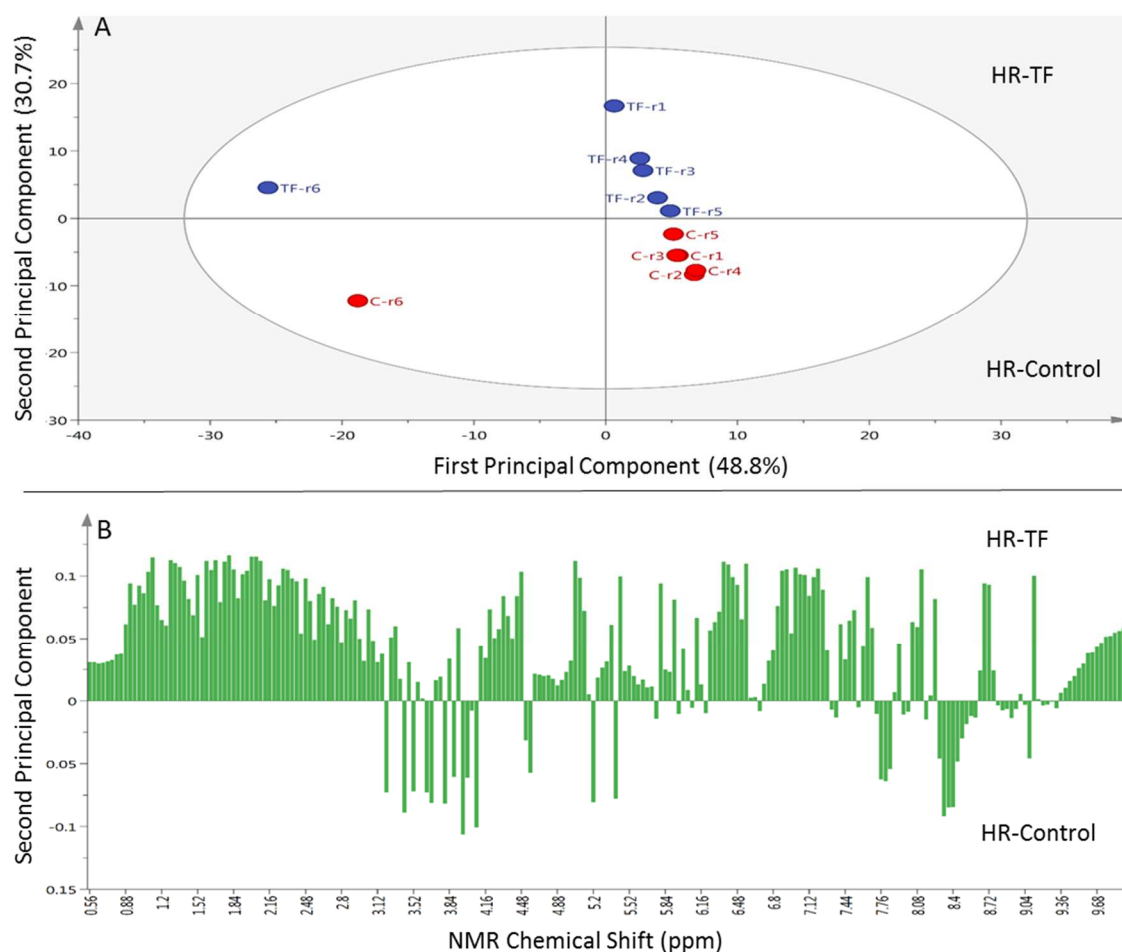 A
HR-TF
Second Principal Component (30.7%)
20
10
0
-10
-20
-30
TF-r1
TF-r4
TF-r3
TF-r6
TF-r2
TF-r5
C-r5
C-r3
C-r1
C-r4
C-r2
C-r6
HR-Control
-40
-30
-20
-10
0
10
20
30
First Principal Component (48.8%)
B
HR-TF
Second Principal Component
0.1
0.05
0
0.05
-0.1
0.15
HR-Control
0.56
0.88
1.2
1.52
1.84
2.16
2.48
2.8
3.12
3.52
3.84
4.16
4.48
4.88
5.2
5.52
5.84
6.16
6.48
6.8
7.12
7.44
7.76
8.08
8.4
8.72
9.04
9.36
9.68
NMR Chemical Shift (ppm)